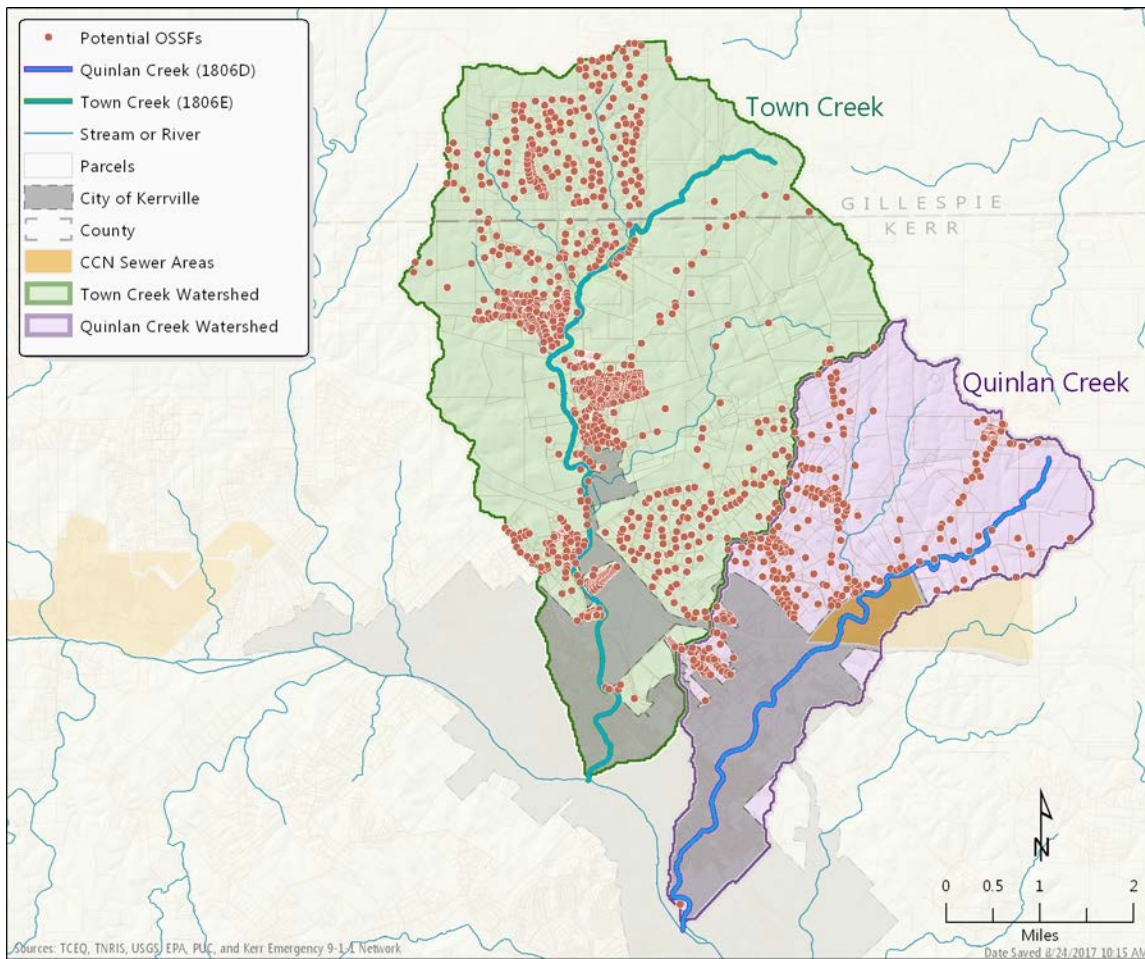 Potential OSSFs
Quinlan Creek (1806D)
Town Creek (1806E)
Stream or River
Parcels
City of Kerrville
County
CCN Sewer Areas
Town Creek Watershed
Quinlan Creek Watershed
Town Creek
GILLESPIE
KERR
Quinlan Creek
N
0 0.5 1 2
Miles
Sources: TCEQ, TNRIS, USGS, EPA, PUC, and Kerr Emergency 9-1-1 Network
Date Saved 8/24/2017 10:15 AM